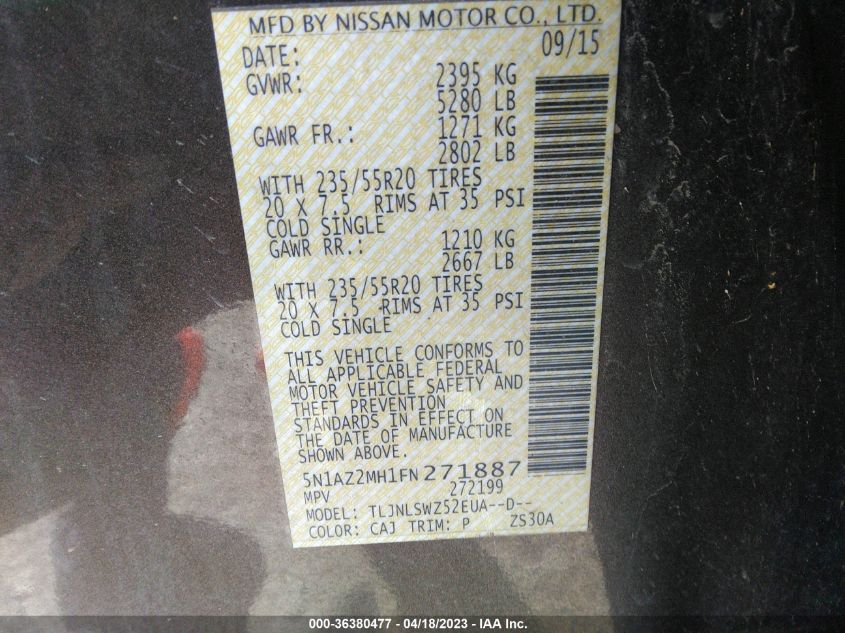 MFD BY NISSAN MOTOR CO., LTD.
DATE: 09/15
GVWR: 2395 KG
5280 LB
GAWR FR.: 1271 KG
2802 LB
WITH 235/55R20 TIRES
20 X 7.5 RIMS AT 35 PSI
COLD SINGLE
GAWR RR.: 1210 KG
2667 LB
WITH 235/55R20 TIRES
20 X 7.5 RIMS AT 35 PSI
COLD SINGLE
THIS VEHICLE CONFORMS TO
ALL APPLICABLE FEDERAL
MOTOR VEHICLE SAFETY AND
THEFT PREVENTION
STANDARDS IN EFFECT ON
THE DATE OF MANUFACTURE
SHOWN ABOVE.
5N1AZ2MH1FN271887
MPV 272199
MODEL: TLJNLSWZ52EUA--D--
COLOR: CAJ TRIM: P ZS30A
000-36380477 - 04/18/2023 - IAA Inc.